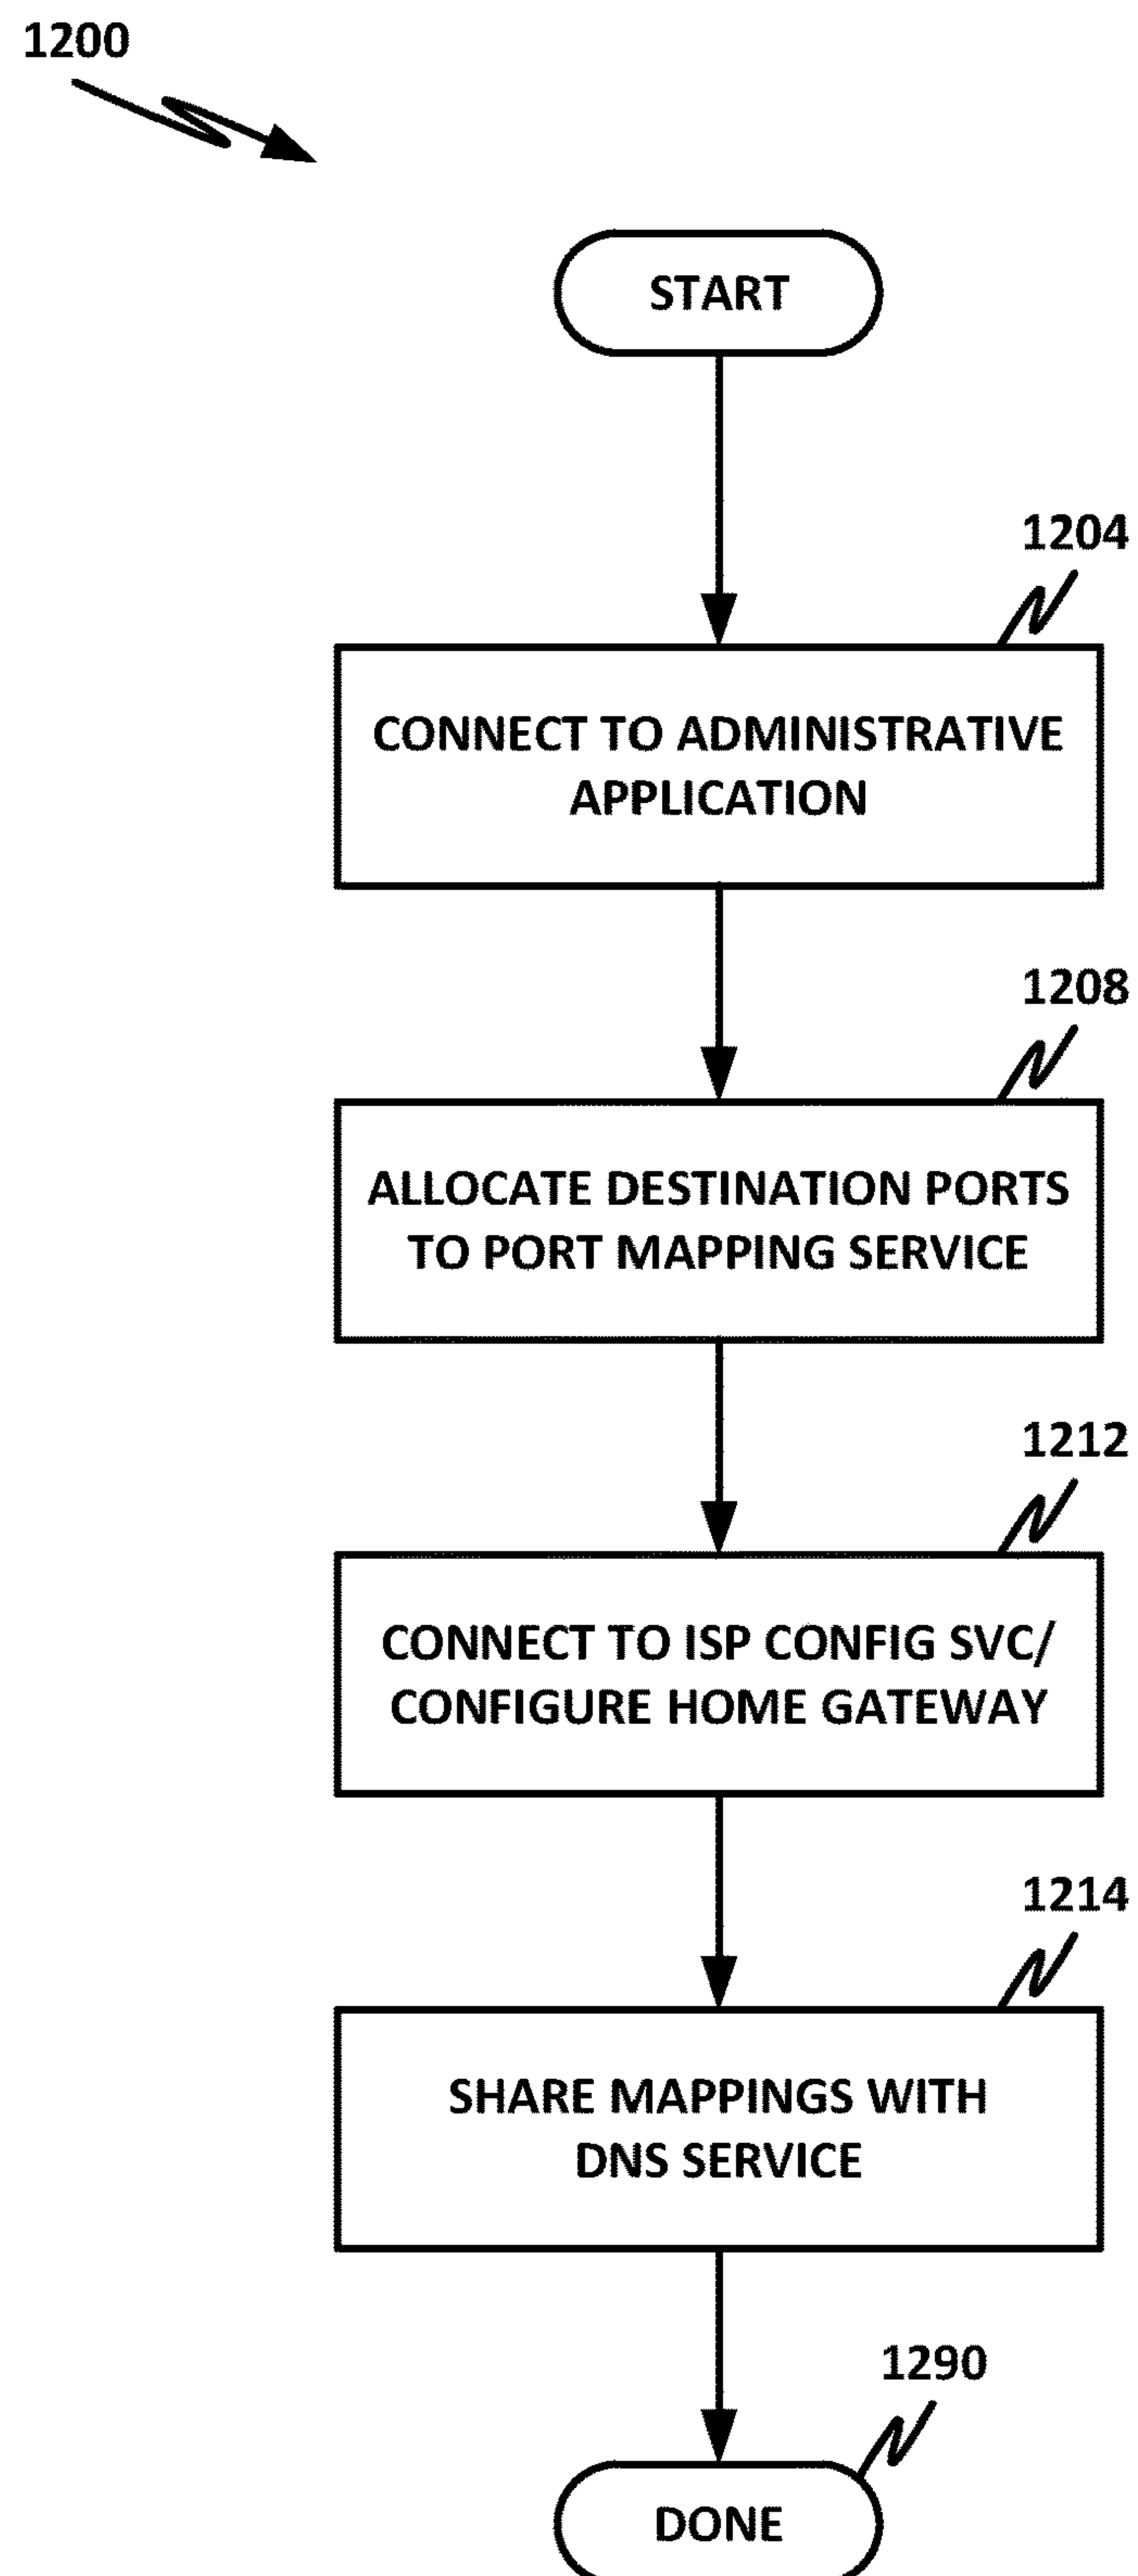 1200
START
1204
CONNECT TO ADMINISTRATIVE
APPLICATION
1208
ALLOCATE DESTINATION PORTS
TO PORT MAPPING SERVICE
1212
CONNECT TO ISP CONFIG SVC/
CONFIGURE HOME GATEWAY
1214
SHARE MAPPINGS WITH
DNS SERVICE
1290
DONE